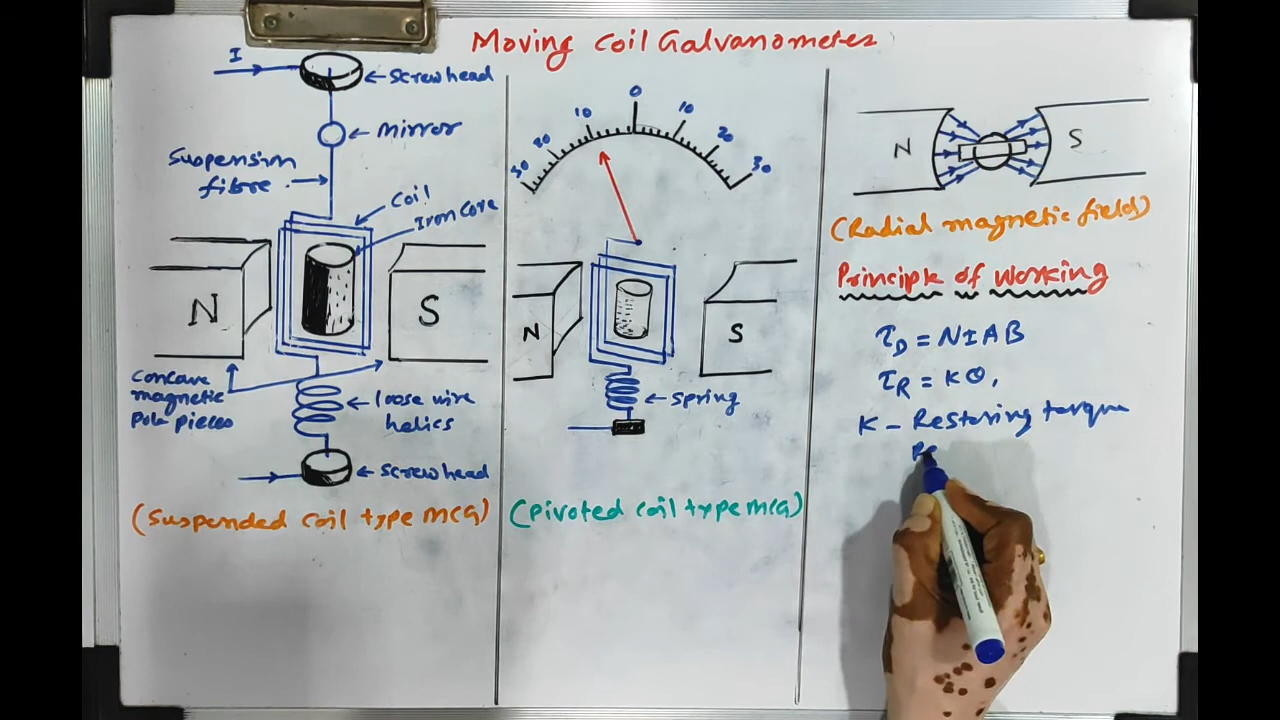 Moving coil Galvanometer
I
screw head
mirror
Suspension
fibre
Coil
Iron core
N
S
concave
magnetic
Pole pieces
loose wire
helics
screw head
(Suspended coil type MCG)
30 20 10 0 10 20 30
N
S
spring
(pivoted coil type MCG)
N
S
(Radial magnetic fields)
Principle of working
τD = NIAB
τR = Kθ,
K - Restoring torque